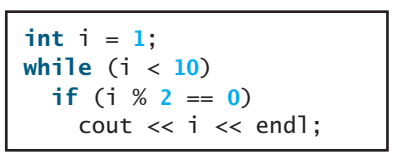 int i = 1;
while (i < 10)
  if (i % 2 == 0)
    cout << i << endl;